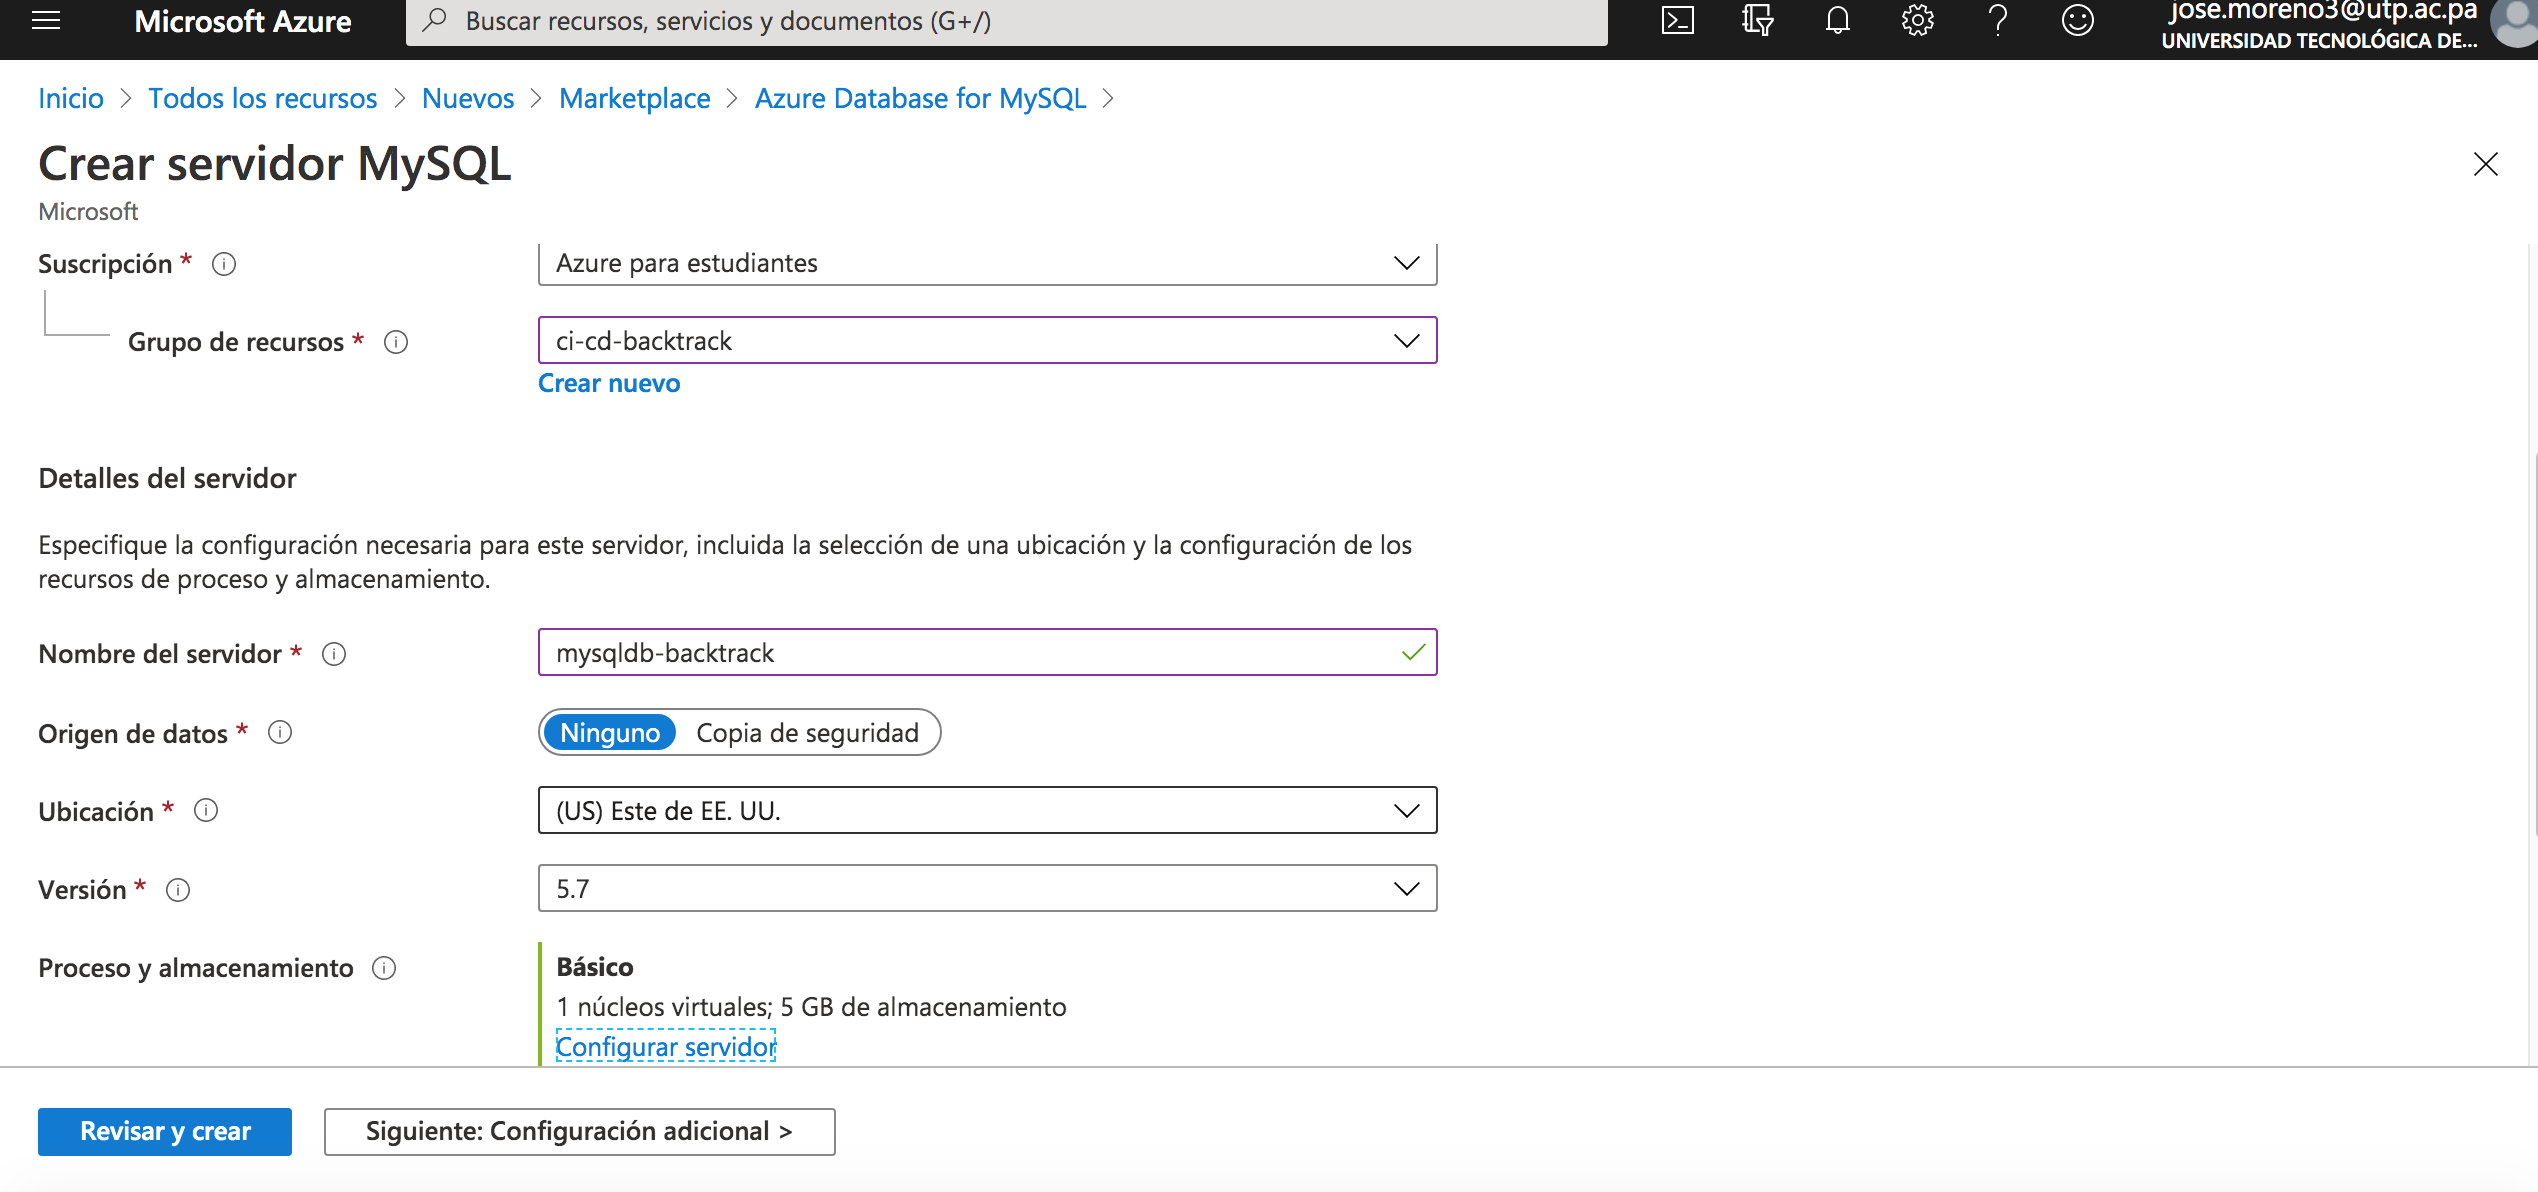 Microsoft Azure
Buscar recursos, servicios y documentos (G+/)
jose.moreno3@utp.ac.pa
UNIVERSIDAD TECNOLÓGICA DE...
Inicio > Todos los recursos > Nuevos > Marketplace > Azure Database for MySQL >
Crear servidor MySQL
Microsoft
Suscripción *
Azure para estudiantes
Grupo de recursos *
ci-cd-backtrack
Crear nuevo
Detalles del servidor
Especifique la configuración necesaria para este servidor, incluida la selección de una ubicación y la configuración de los
recursos de proceso y almacenamiento.
Nombre del servidor *
mysqldb-backtrack
Origen de datos *
Ninguno Copia de seguridad
Ubicación *
(US) Este de EE. UU.
Versión *
5.7
Proceso y almacenamiento
Básico
1 núcleos virtuales; 5 GB de almacenamiento
Configurar servidor
Revisar y crear
Siguiente: Configuración adicional >